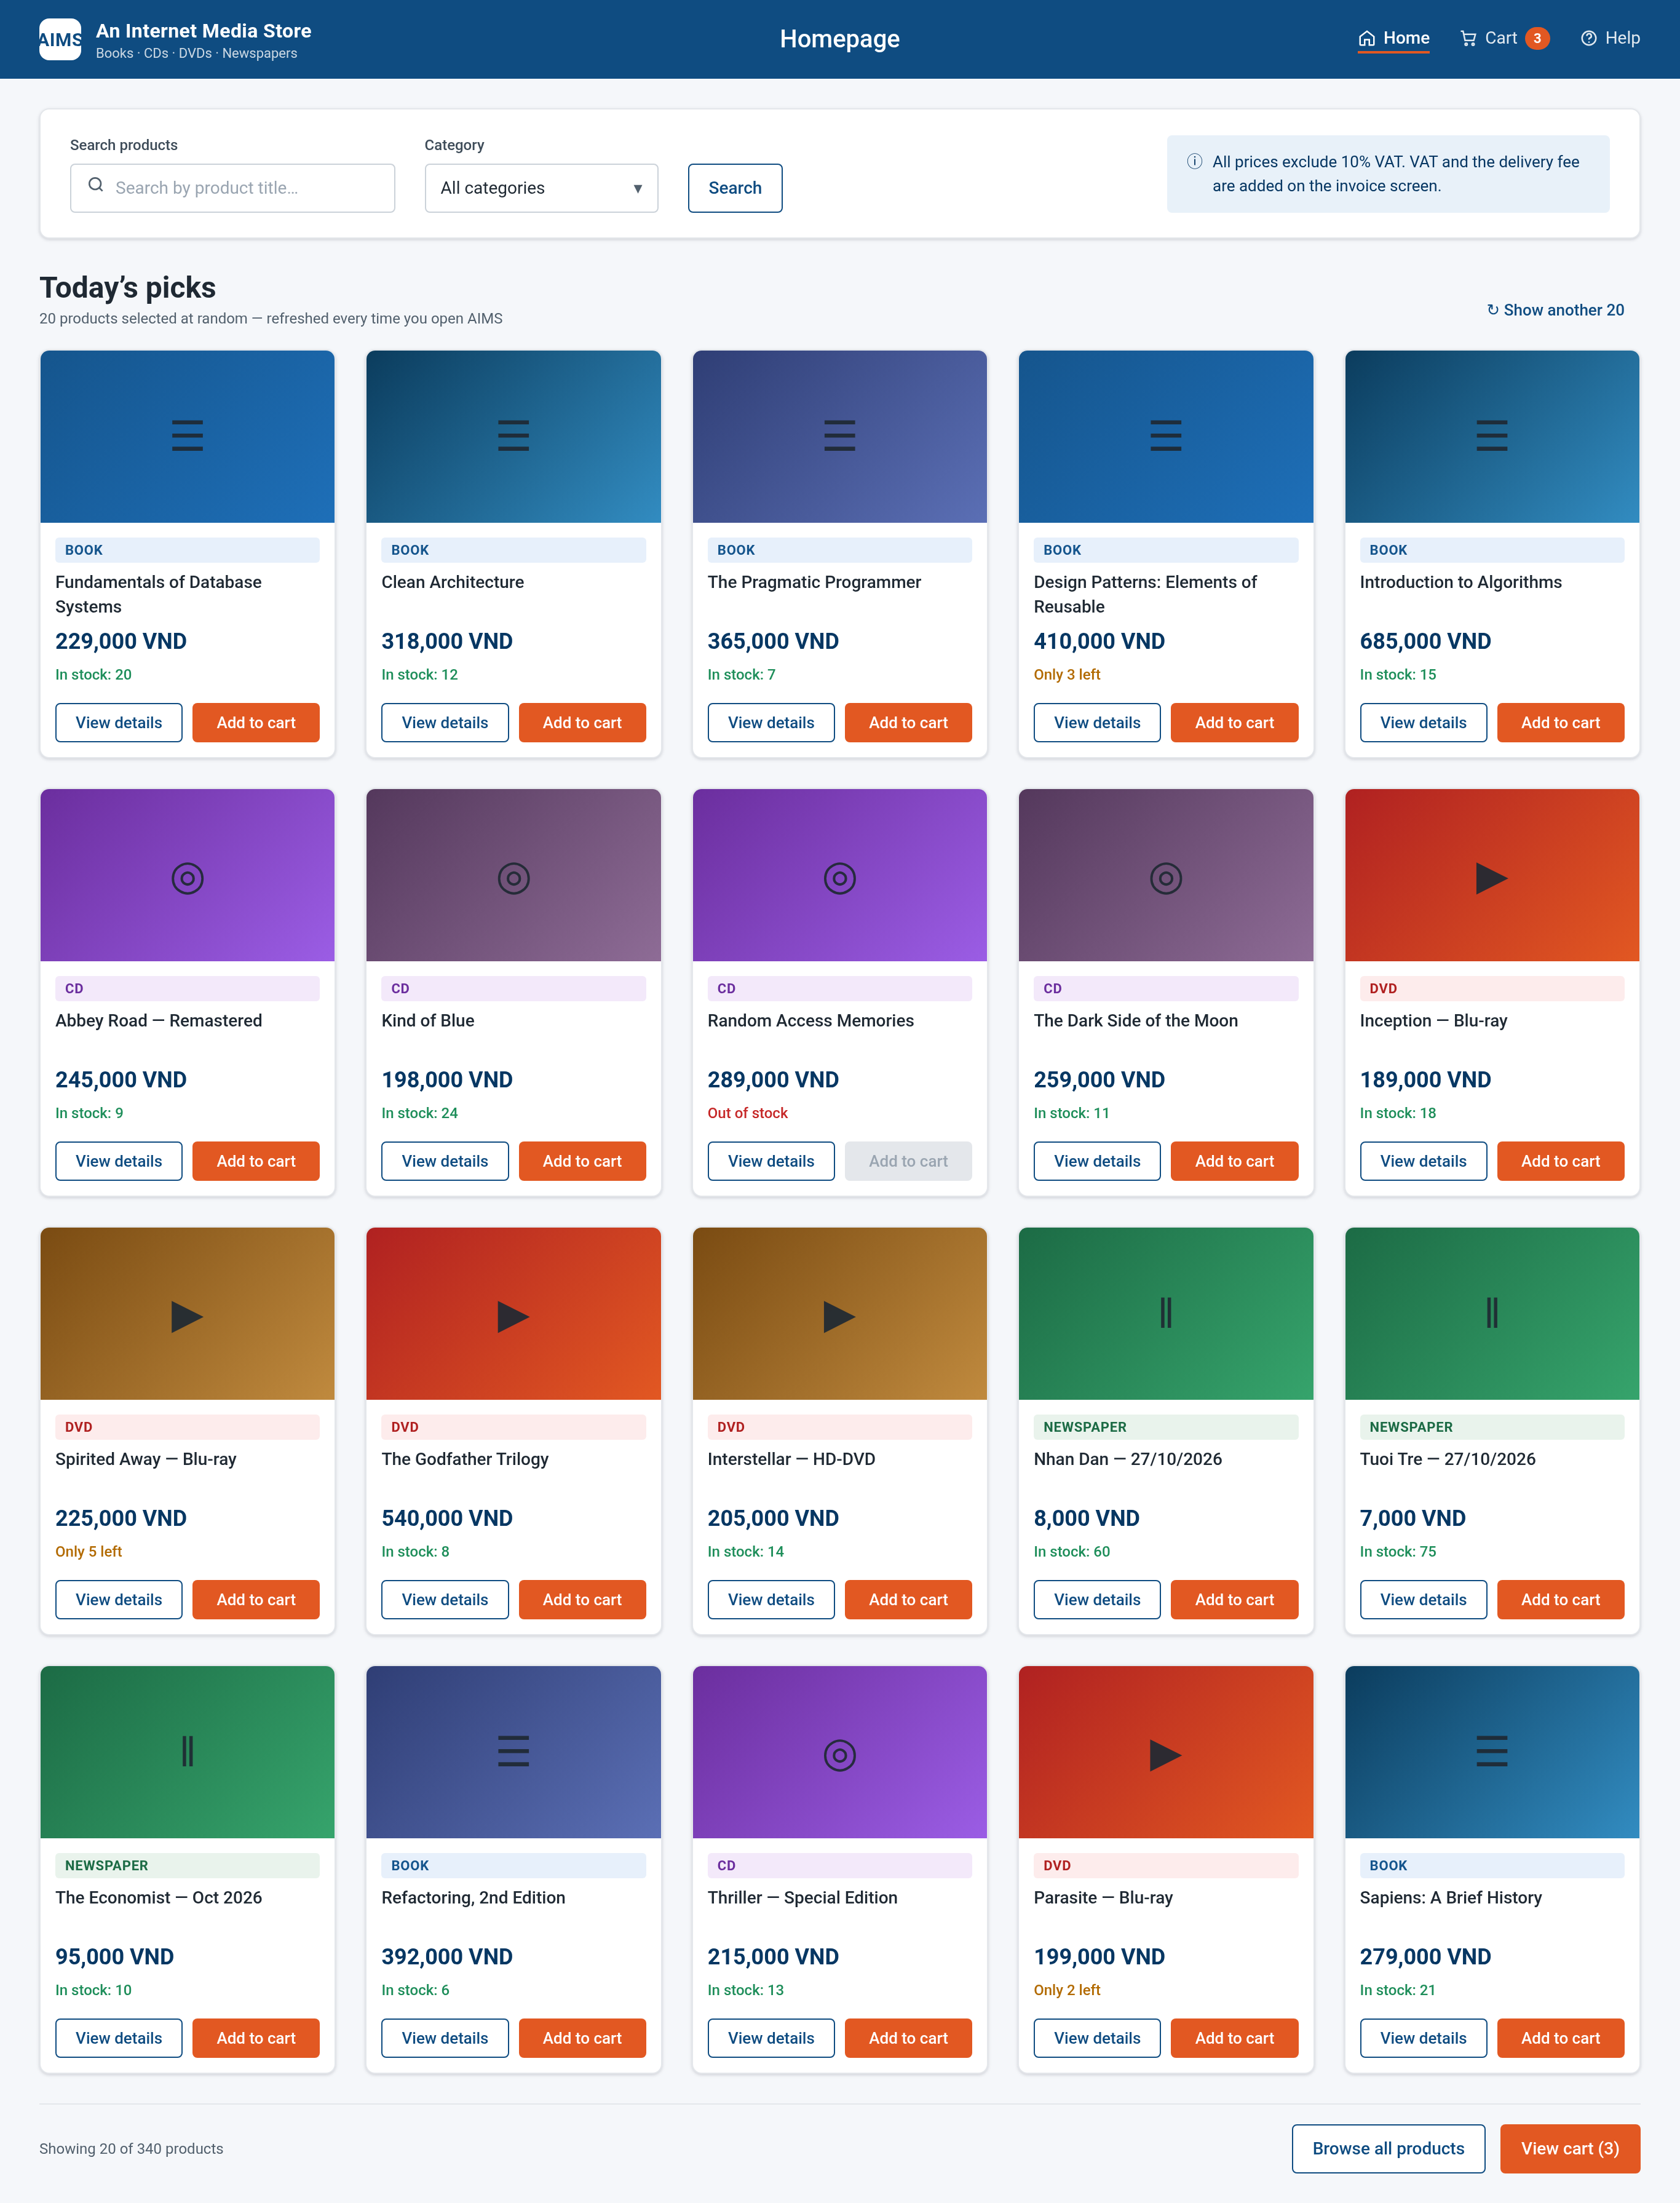 AIMS
An Internet Media Store
Books · CDs · DVDs · Newspapers
Homepage
Home
Cart 3
Help
Search products
Search by product title...
Category
All categories ▾
Search
ⓘ All prices exclude 10% VAT. VAT and the delivery fee
are added on the invoice screen.
Today’s picks
20 products selected at random — refreshed every time you open AIMS
↻ Show another 20
BOOK
Fundamentals of Database
Systems
229,000 VND
In stock: 20
View details
Add to cart
BOOK
Clean Architecture
318,000 VND
In stock: 12
View details
Add to cart
BOOK
The Pragmatic Programmer
365,000 VND
In stock: 7
View details
Add to cart
BOOK
Design Patterns: Elements of
Reusable
410,000 VND
Only 3 left
View details
Add to cart
BOOK
Introduction to Algorithms
685,000 VND
In stock: 15
View details
Add to cart
CD
Abbey Road — Remastered
245,000 VND
In stock: 9
View details
Add to cart
CD
Kind of Blue
198,000 VND
In stock: 24
View details
Add to cart
CD
Random Access Memories
289,000 VND
Out of stock
View details
Add to cart
CD
The Dark Side of the Moon
259,000 VND
In stock: 11
View details
Add to cart
DVD
Inception — Blu-ray
189,000 VND
In stock: 18
View details
Add to cart
DVD
Spirited Away — Blu-ray
225,000 VND
Only 5 left
View details
Add to cart
DVD
The Godfather Trilogy
540,000 VND
In stock: 8
View details
Add to cart
DVD
Interstellar — HD-DVD
205,000 VND
In stock: 14
View details
Add to cart
NEWSPAPER
Nhan Dan — 27/10/2026
8,000 VND
In stock: 60
View details
Add to cart
NEWSPAPER
Tuoi Tre — 27/10/2026
7,000 VND
In stock: 75
View details
Add to cart
NEWSPAPER
The Economist — Oct 2026
95,000 VND
In stock: 10
View details
Add to cart
BOOK
Refactoring, 2nd Edition
392,000 VND
In stock: 6
View details
Add to cart
CD
Thriller — Special Edition
215,000 VND
In stock: 13
View details
Add to cart
DVD
Parasite — Blu-ray
199,000 VND
Only 2 left
View details
Add to cart
BOOK
Sapiens: A Brief History
279,000 VND
In stock: 21
View details
Add to cart
Showing 20 of 340 products
Browse all products
View cart (3)